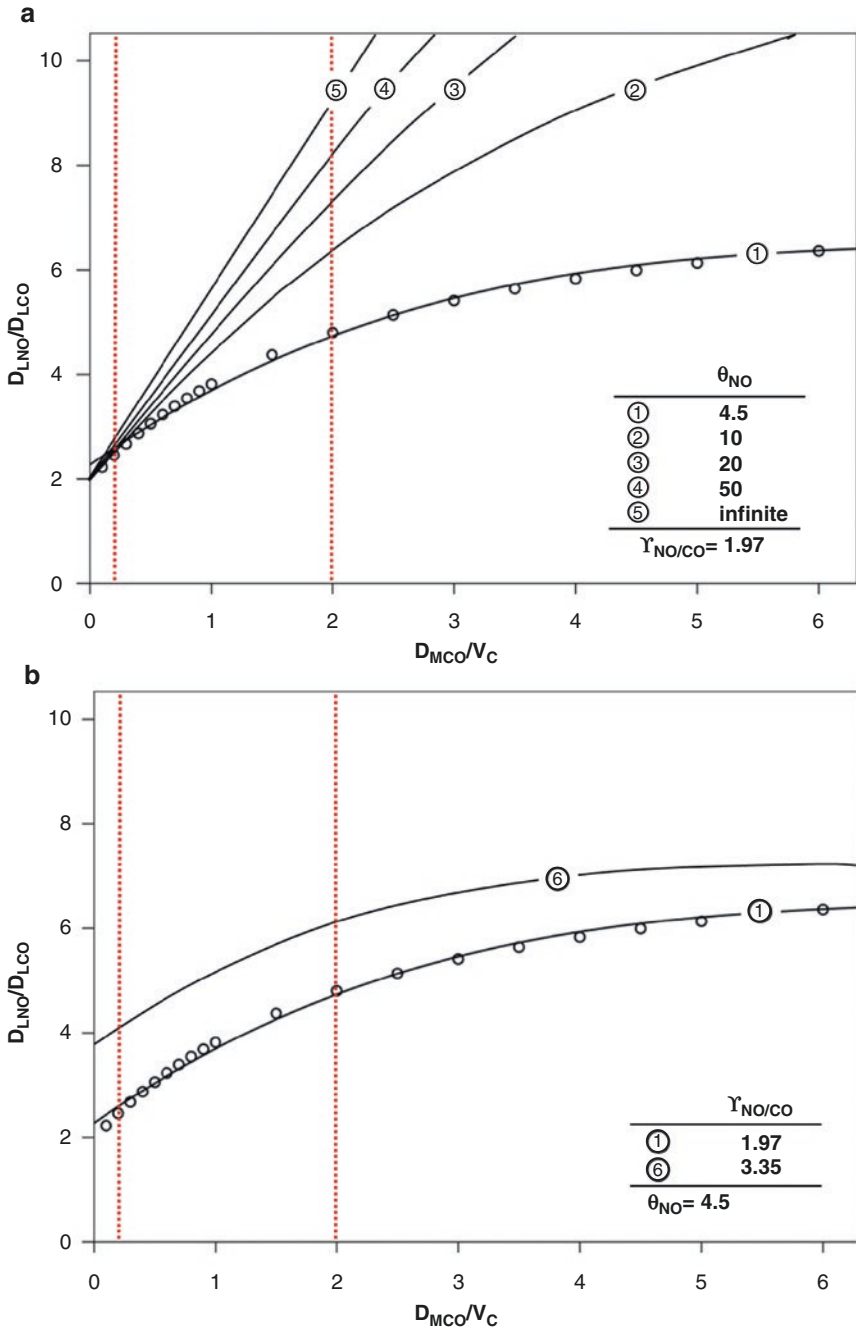 a
10
8
6
4
2
0
D_LNO/D_LCO
⑤
④
③
②
①
θ_NO
① 4.5
② 10
③ 20
④ 50
⑤ infinite
ϒ_NO/CO= 1.97
0 1 2 3 4 5 6
D_MCO/V_C
b
10
8
6
4
2
0
D_LNO/D_LCO
⑥
①
ϒ_NO/CO
① 1.97
⑥ 3.35
θ_NO= 4.5
0 1 2 3 4 5 6
D_MCO/V_C